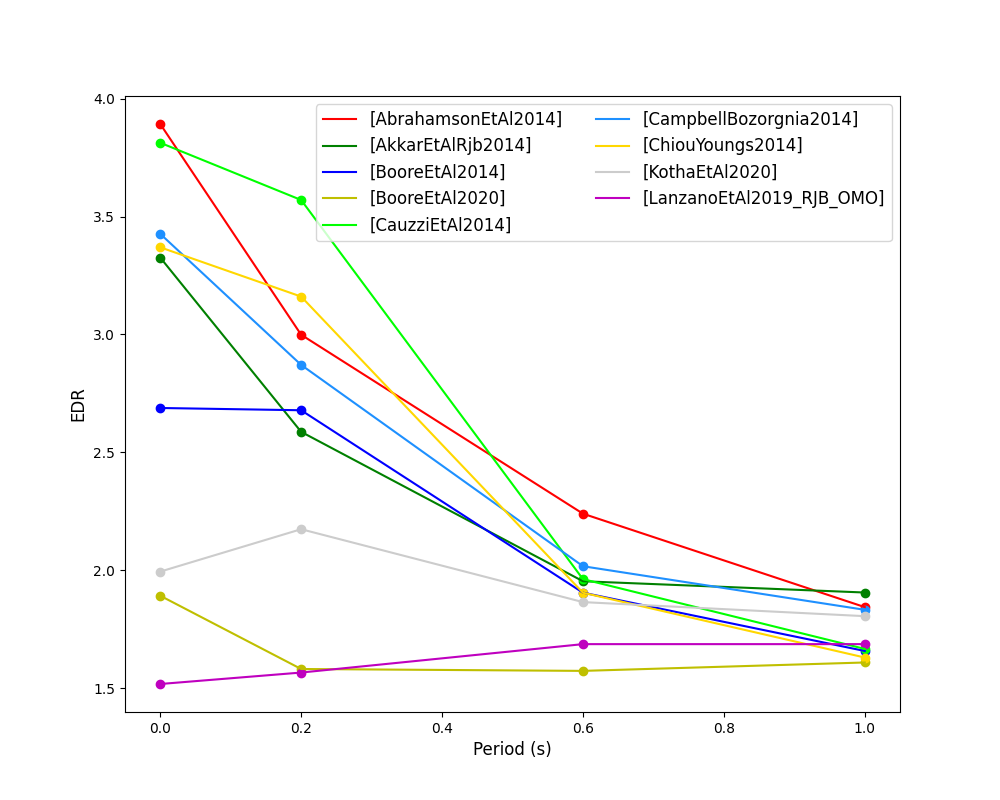 4.0
3.5
3.0
2.5
2.0
1.5
EDR
0.0
0.2
0.4
0.6
0.8
1.0
Period (s)
[AbrahamsonEtAl2014]
[AkkarEtAlRjb2014]
[BooreEtAl2014]
[BooreEtAl2020]
[CauzziEtAl2014]
[CampbellBozorgnia2014]
[ChiouYoungs2014]
[KothaEtAl2020]
[LanzanoEtAl2019_RJB_OMO]